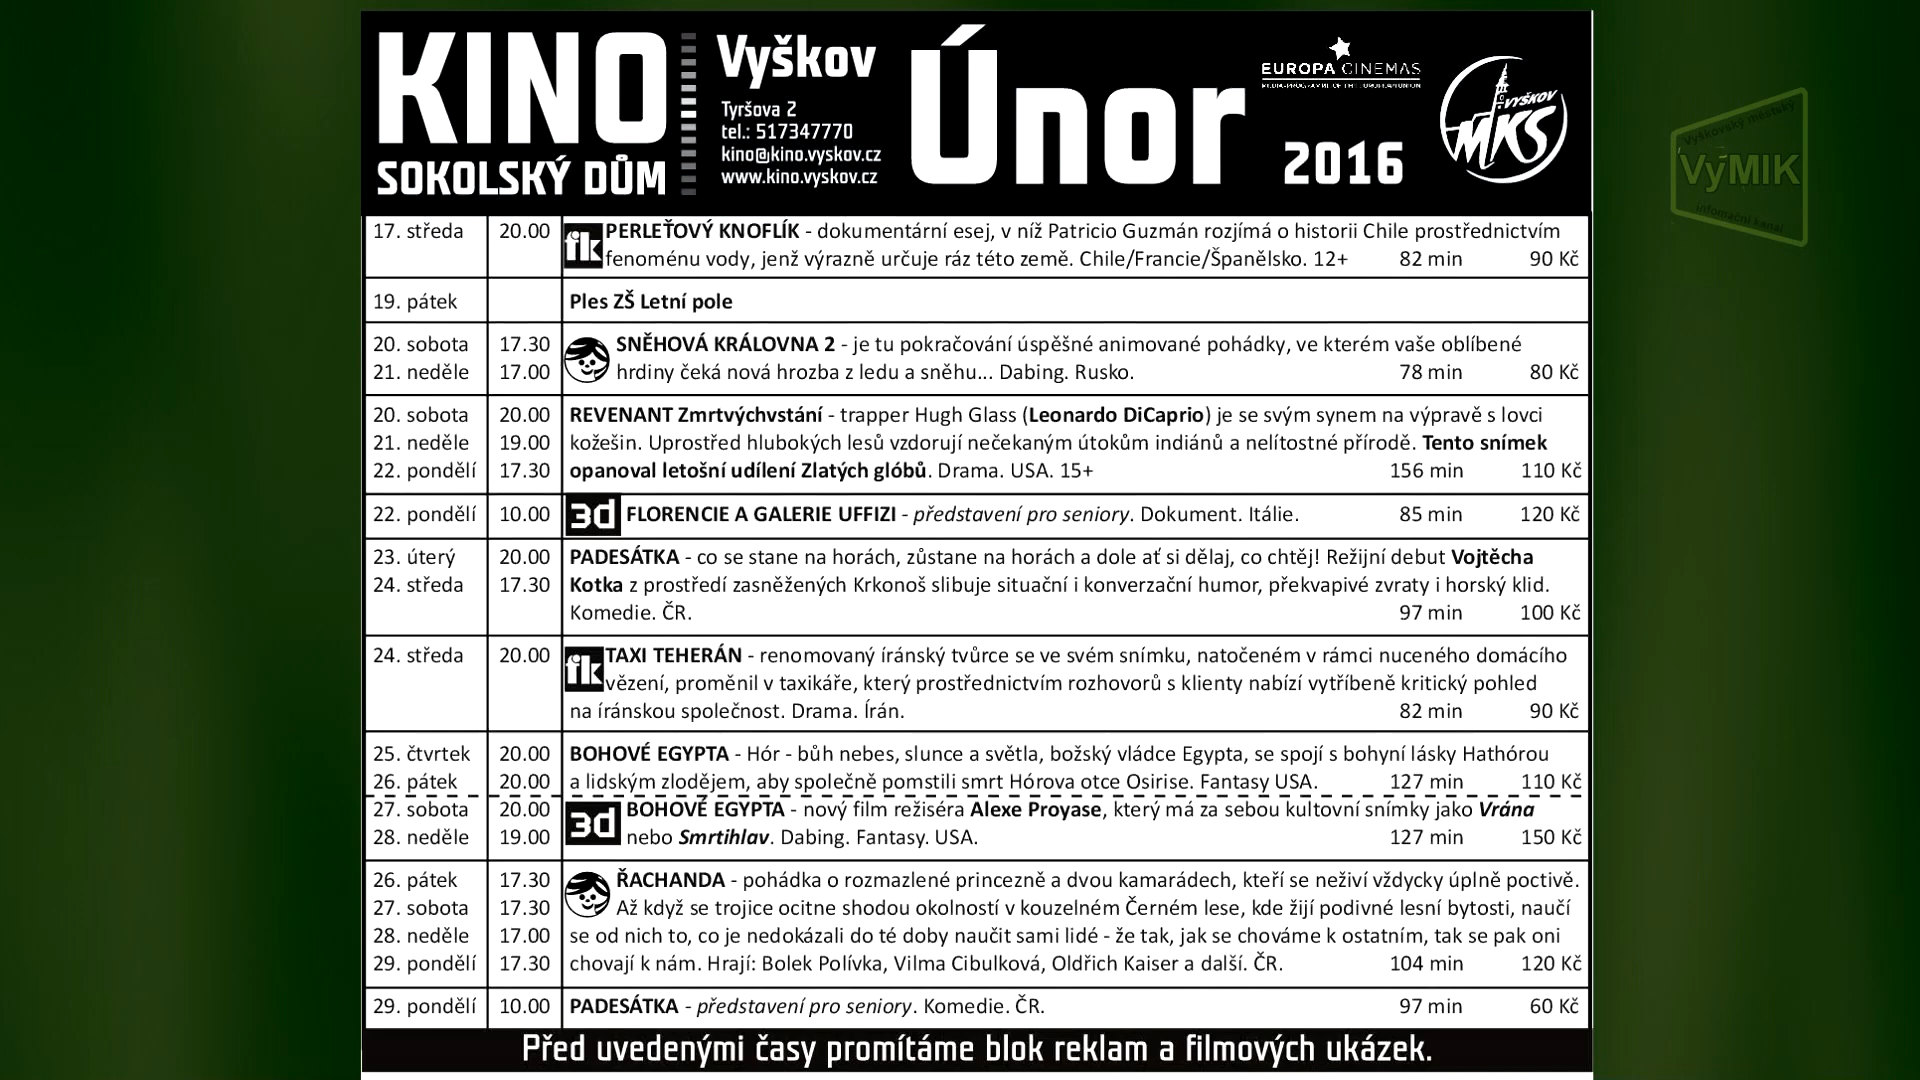 KINO
SOKOLSKÝ DŮM
Vyškov
Tyršova 2
tel.: 517347770
kino@kino.vyskov.cz
www.kino.vyskov.cz
Únor
2016
EUROPA CINEMAS
MEDIA-PROGRAMME OF THE EUROPEAN UNION
VYŠKOV
MKS
Vyškovský městský
VyMIK
infomační kanál
17. středa 20.00 fk PERLEŤOVÝ KNOFLÍK - dokumentární esej, v níž Patricio Guzmán rozjímá o historii Chile prostřednictvím
fenoménu vody, jenž výrazně určuje ráz této země. Chile/Francie/Španělsko. 12+ 82 min 90 Kč
19. pátek Ples ZŠ Letní pole
20. sobota 17.30 SNĚHOVÁ KRÁLOVNA 2 - je tu pokračování úspěšné animované pohádky, ve kterém vaše oblíbené
21. neděle 17.00 hrdiny čeká nová hrozba z ledu a sněhu... Dabing. Rusko. 78 min 80 Kč
20. sobota 20.00 REVENANT Zmrtvýchvstání - trapper Hugh Glass (Leonardo DiCaprio) je se svým synem na výpravě s lovci
21. neděle 19.00 kožešin. Uprostřed hlubokých lesů vzdorují nečekaným útokům indiánů a nelítostné přírodě. Tento snímek
22. pondělí 17.30 opanoval letošní udílení Zlatých glóbů. Drama. USA. 15+ 156 min 110 Kč
22. pondělí 10.00 3d FLORENCIE A GALERIE UFFIZI - představení pro seniory. Dokument. Itálie. 85 min 120 Kč
23. úterý 20.00 PADESÁTKA - co se stane na horách, zůstane na horách a dole ať si dělaj, co chtěj! Režijní debut Vojtěcha
24. středa 17.30 Kotka z prostředí zasněžených Krkonoš slibuje situační i konverzační humor, překvapivé zvraty i horský klid.
Komedie. ČR. 97 min 100 Kč
24. středa 20.00 fk TAXI TEHERÁN - renomovaný íránský tvůrce se ve svém snímku, natočeném v rámci nuceného domácího
vězení, proměnil v taxikáře, který prostřednictvím rozhovorů s klienty nabízí vytříbeně kritický pohled
na íránskou společnost. Drama. Írán. 82 min 90 Kč
25. čtvrtek 20.00 BOHOVÉ EGYPTA - Hór - bůh nebes, slunce a světla, božský vládce Egypta, se spojí s bohyní lásky Hathórou
26. pátek 20.00 a lidským zlodějem, aby společně pomstili smrt Hórova otce Osirise. Fantasy USA. 127 min 110 Kč
27. sobota 20.00 3d BOHOVÉ EGYPTA - nový film režiséra Alexe Proyase, který má za sebou kultovní snímky jako Vrána
28. neděle 19.00 nebo Smrtihlav. Dabing. Fantasy. USA. 127 min 150 Kč
26. pátek 17.30 ŘACHANDA - pohádka o rozmazlené princezně a dvou kamarádech, kteří se neživí vždycky úplně poctivě.
27. sobota 17.30 Až když se trojice ocitne shodou okolností v kouzelném Černém lese, kde žijí podivné lesní bytosti, naučí
28. neděle 17.00 se od nich to, co je nedokázali do té doby naučit sami lidé - že tak, jak se chováme k ostatním, tak se pak oni
29. pondělí 17.30 chovají k nám. Hrají: Bolek Polívka, Vilma Cibulková, Oldřich Kaiser a další. ČR. 104 min 120 Kč
29. pondělí 10.00 PADESÁTKA - představení pro seniory. Komedie. ČR. 97 min 60 Kč
Před uvedenými časy promítáme blok reklam a filmových ukázek.